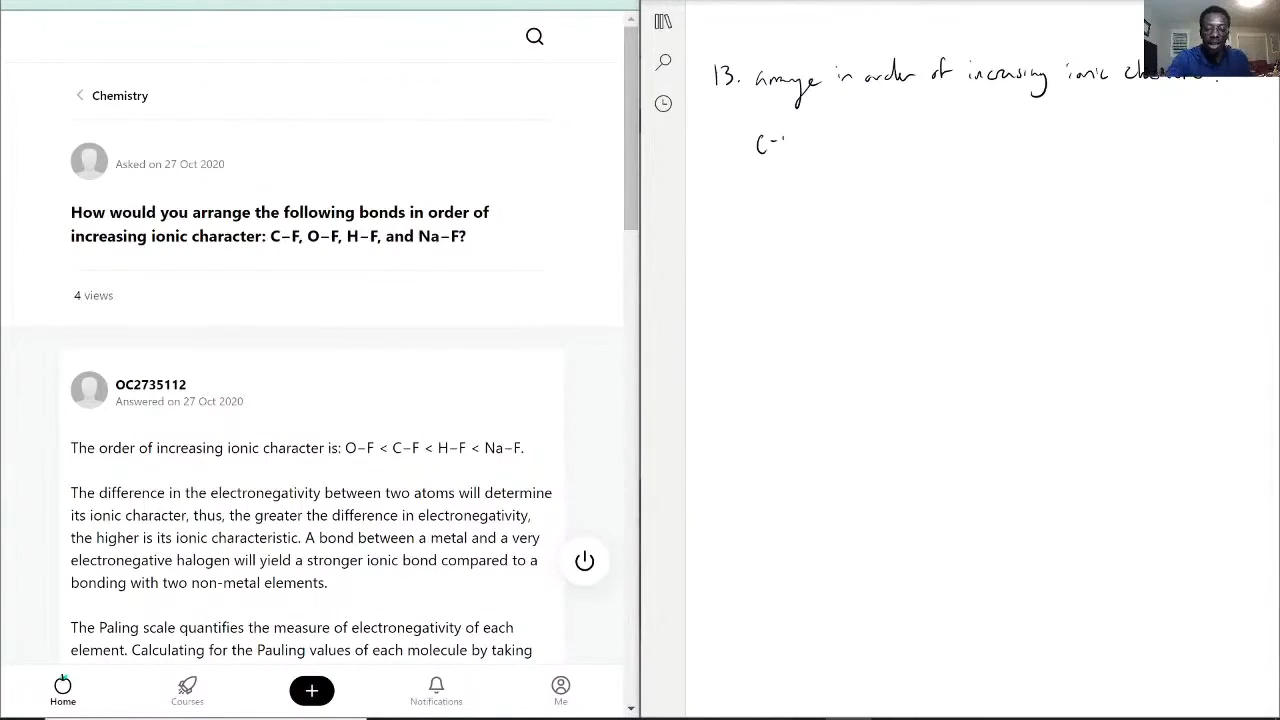 Chemistry
Asked on 27 Oct 2020
How would you arrange the following bonds in order of
increasing ionic character: C−F, O−F, H−F, and Na−F?
4 views
OC2735112
Answered on 27 Oct 2020
The order of increasing ionic character is: O−F < C−F < H−F < Na−F.
The difference in the electronegativity between two atoms will determine
its ionic character, thus, the greater the difference in electronegativity,
the higher is its ionic characteristic. A bond between a metal and a very
electronegative halogen will yield a stronger ionic bond compared to a
bonding with two non-metal elements.
The Paling scale quantifies the measure of electronegativity of each
element. Calculating for the Pauling values of each molecule by taking
Home
Courses
Notifications
Me
13. arrange in order of increasing ionic
C-